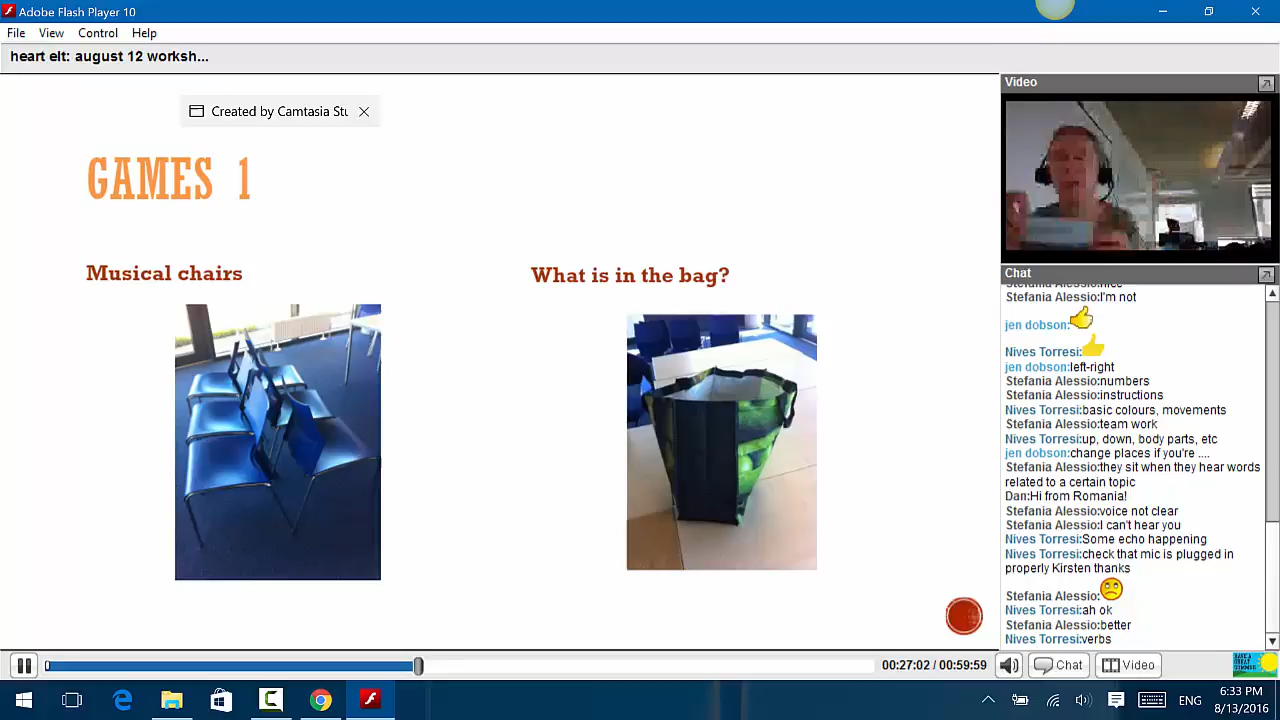 Adobe Flash Player 10
File View Control Help
heart elt: august 12 worksh...
Created by Camtasia Stu
GAMES 1
Musical chairs
What is in the bag?
Video
Chat
Stefania Alessio:nice
Stefania Alessio:I'm not
jen dobson:
Nives Torresi:
jen dobson:left-right
Stefania Alessio:numbers
Stefania Alessio:instructions
Nives Torresi:basic colours, movements
Stefania Alessio:team work
Nives Torresi:up, down, body parts, etc
jen dobson:change places if you're ....
Stefania Alessio:they sit when they hear words
related to a certain topic
Dan:Hi from Romania!
Stefania Alessio:voice not clear
Stefania Alessio:I can't hear you
Nives Torresi:Some echo happening
Nives Torresi:check that mic is plugged in
properly Kirsten thanks
Stefania Alessio:
Nives Torresi:ah ok
Stefania Alessio:better
Nives Torresi:verbs
00:27:02 / 00:59:59
Chat
Video
HAVE A GREAT SUMMER
ENG
6:33 PM
8/13/2016